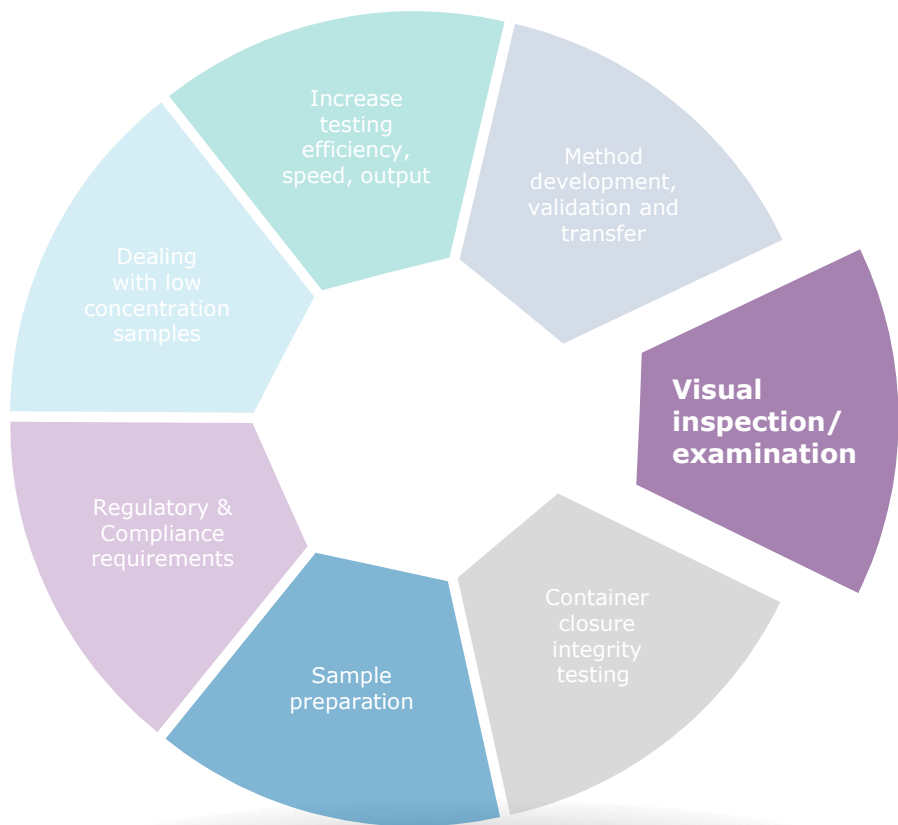 Increase
testing
efficiency,
speed, output
Method
development,
validation and
transfer
Visual
inspection/
examination
Container
closure
integrity
testing
Sample
preparation
Regulatory &
Compliance
requirements
Dealing
with low
concentration
samples